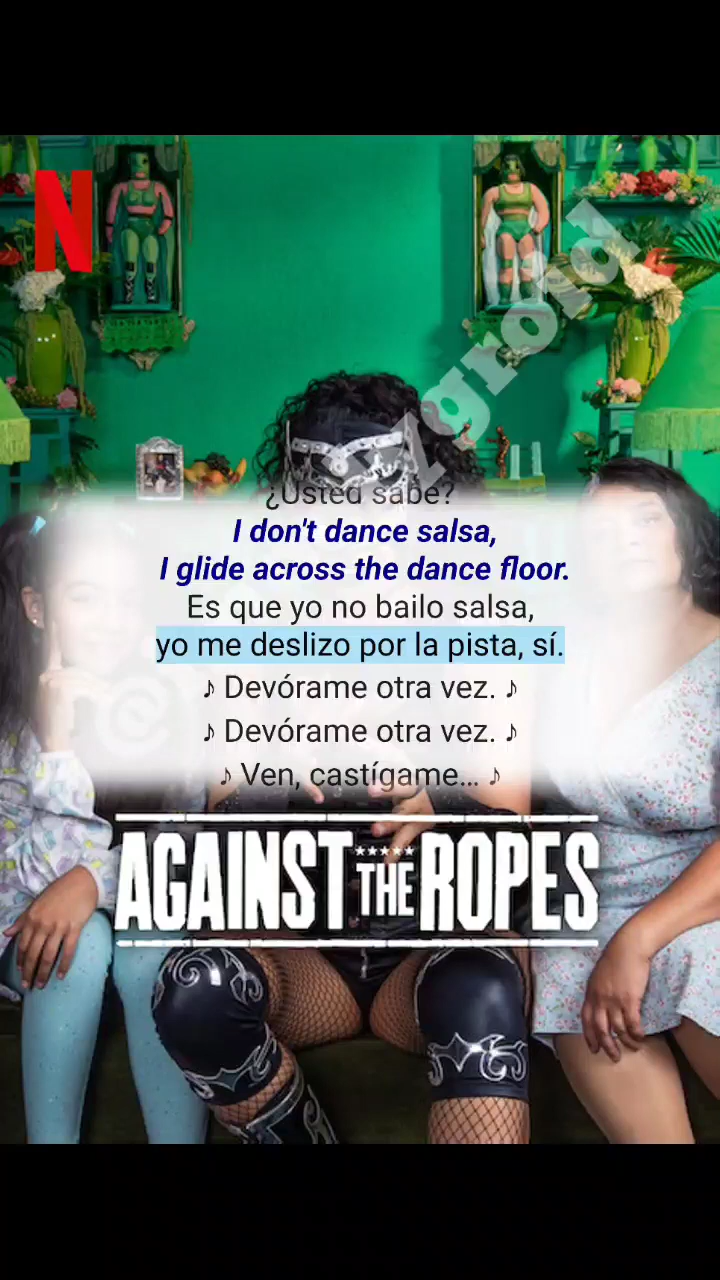 N
¿Usted sabe?
I don't dance salsa,
I glide across the dance floor.
Es que yo no bailo salsa,
yo me deslizo por la pista, sí.
♪ Devórame otra vez. ♪
♪ Devórame otra vez. ♪
♪ Ven, castígame... ♪
AGAINST THE ROPES